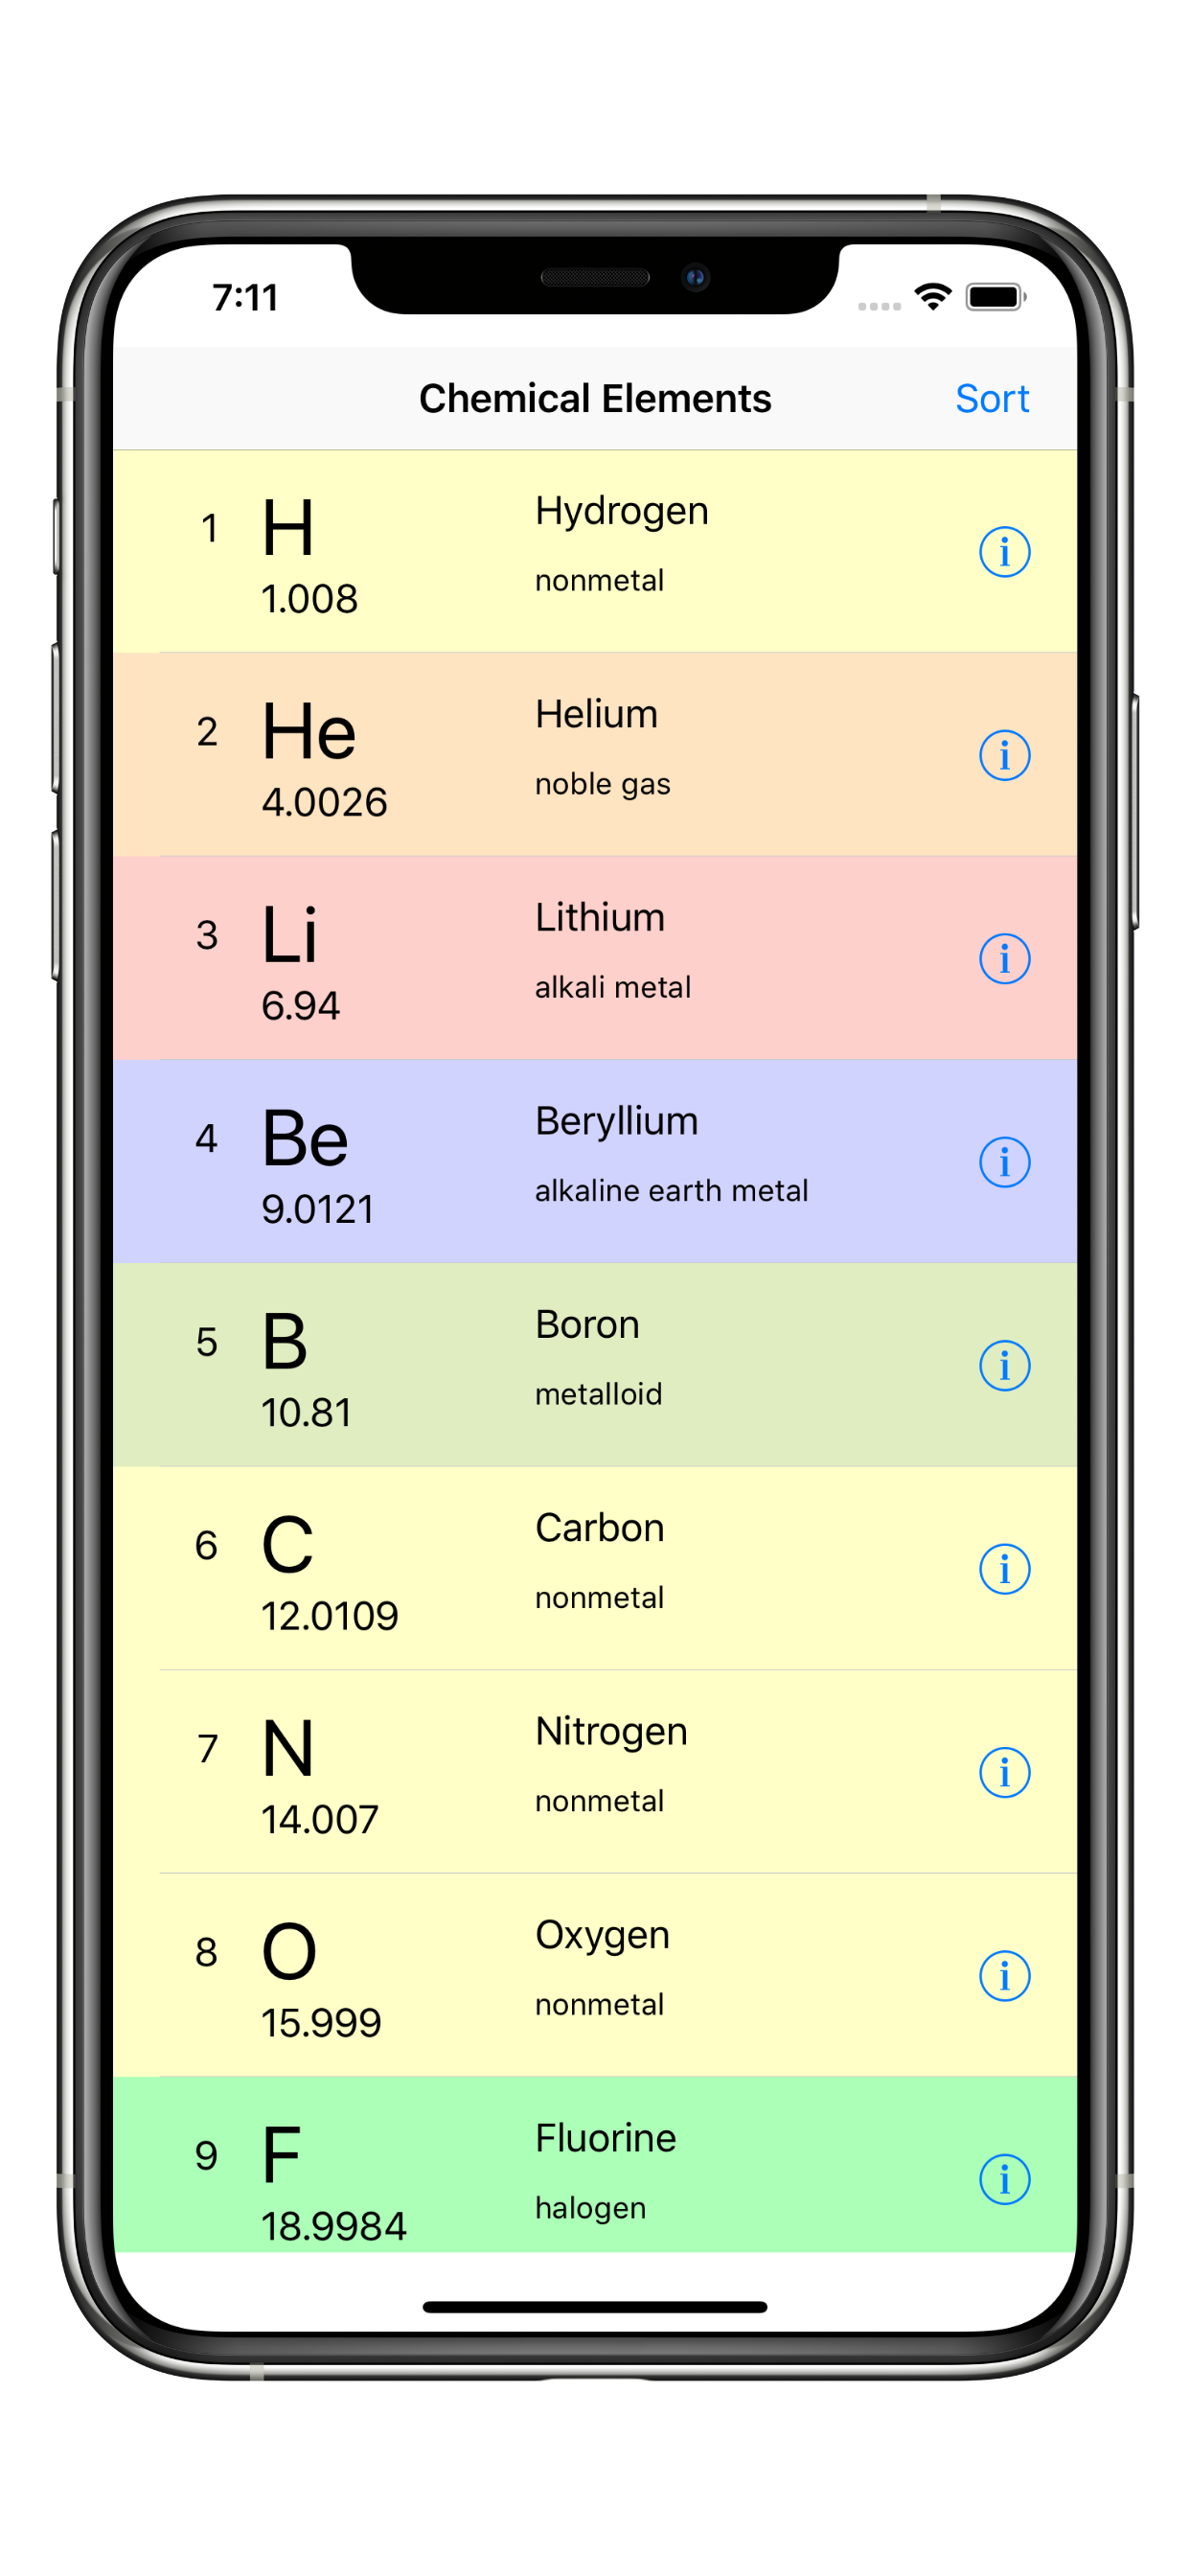 7:11
Chemical Elements Sort
1 H Hydrogen
1.008 nonmetal
2 He Helium
4.0026 noble gas
3 Li Lithium
6.94 alkali metal
4 Be Beryllium
9.0121 alkaline earth metal
5 B Boron
10.81 metalloid
6 C Carbon
12.0109 nonmetal
7 N Nitrogen
14.007 nonmetal
8 O Oxygen
15.999 nonmetal
9 F Fluorine
18.9984 halogen